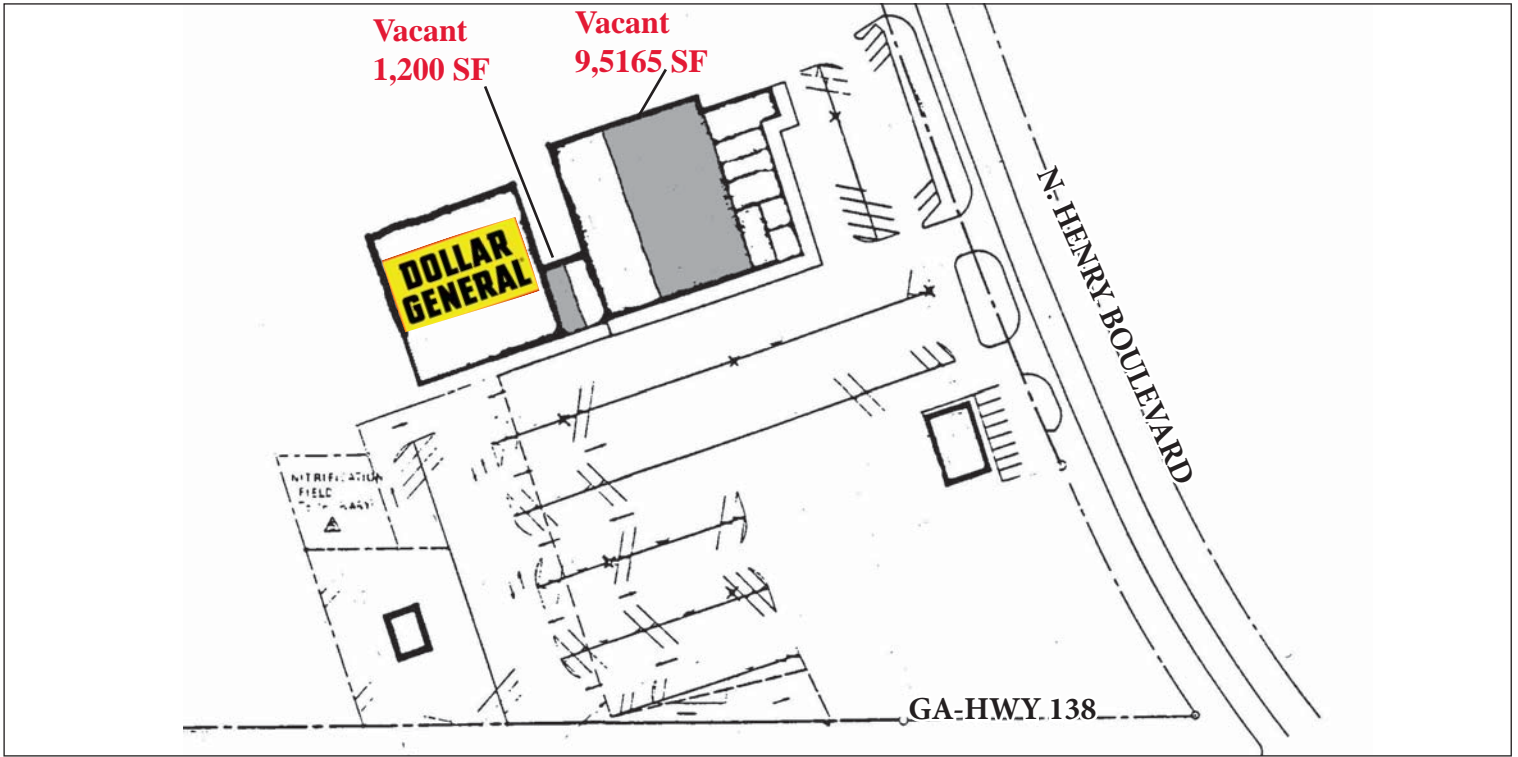 Vacant
1,200 SF
Vacant
9,5165 SF
DOLLAR
GENERAL
N. HENRY BOULEVARD
NITRIFICATION
FIELD
GA-HWY 138